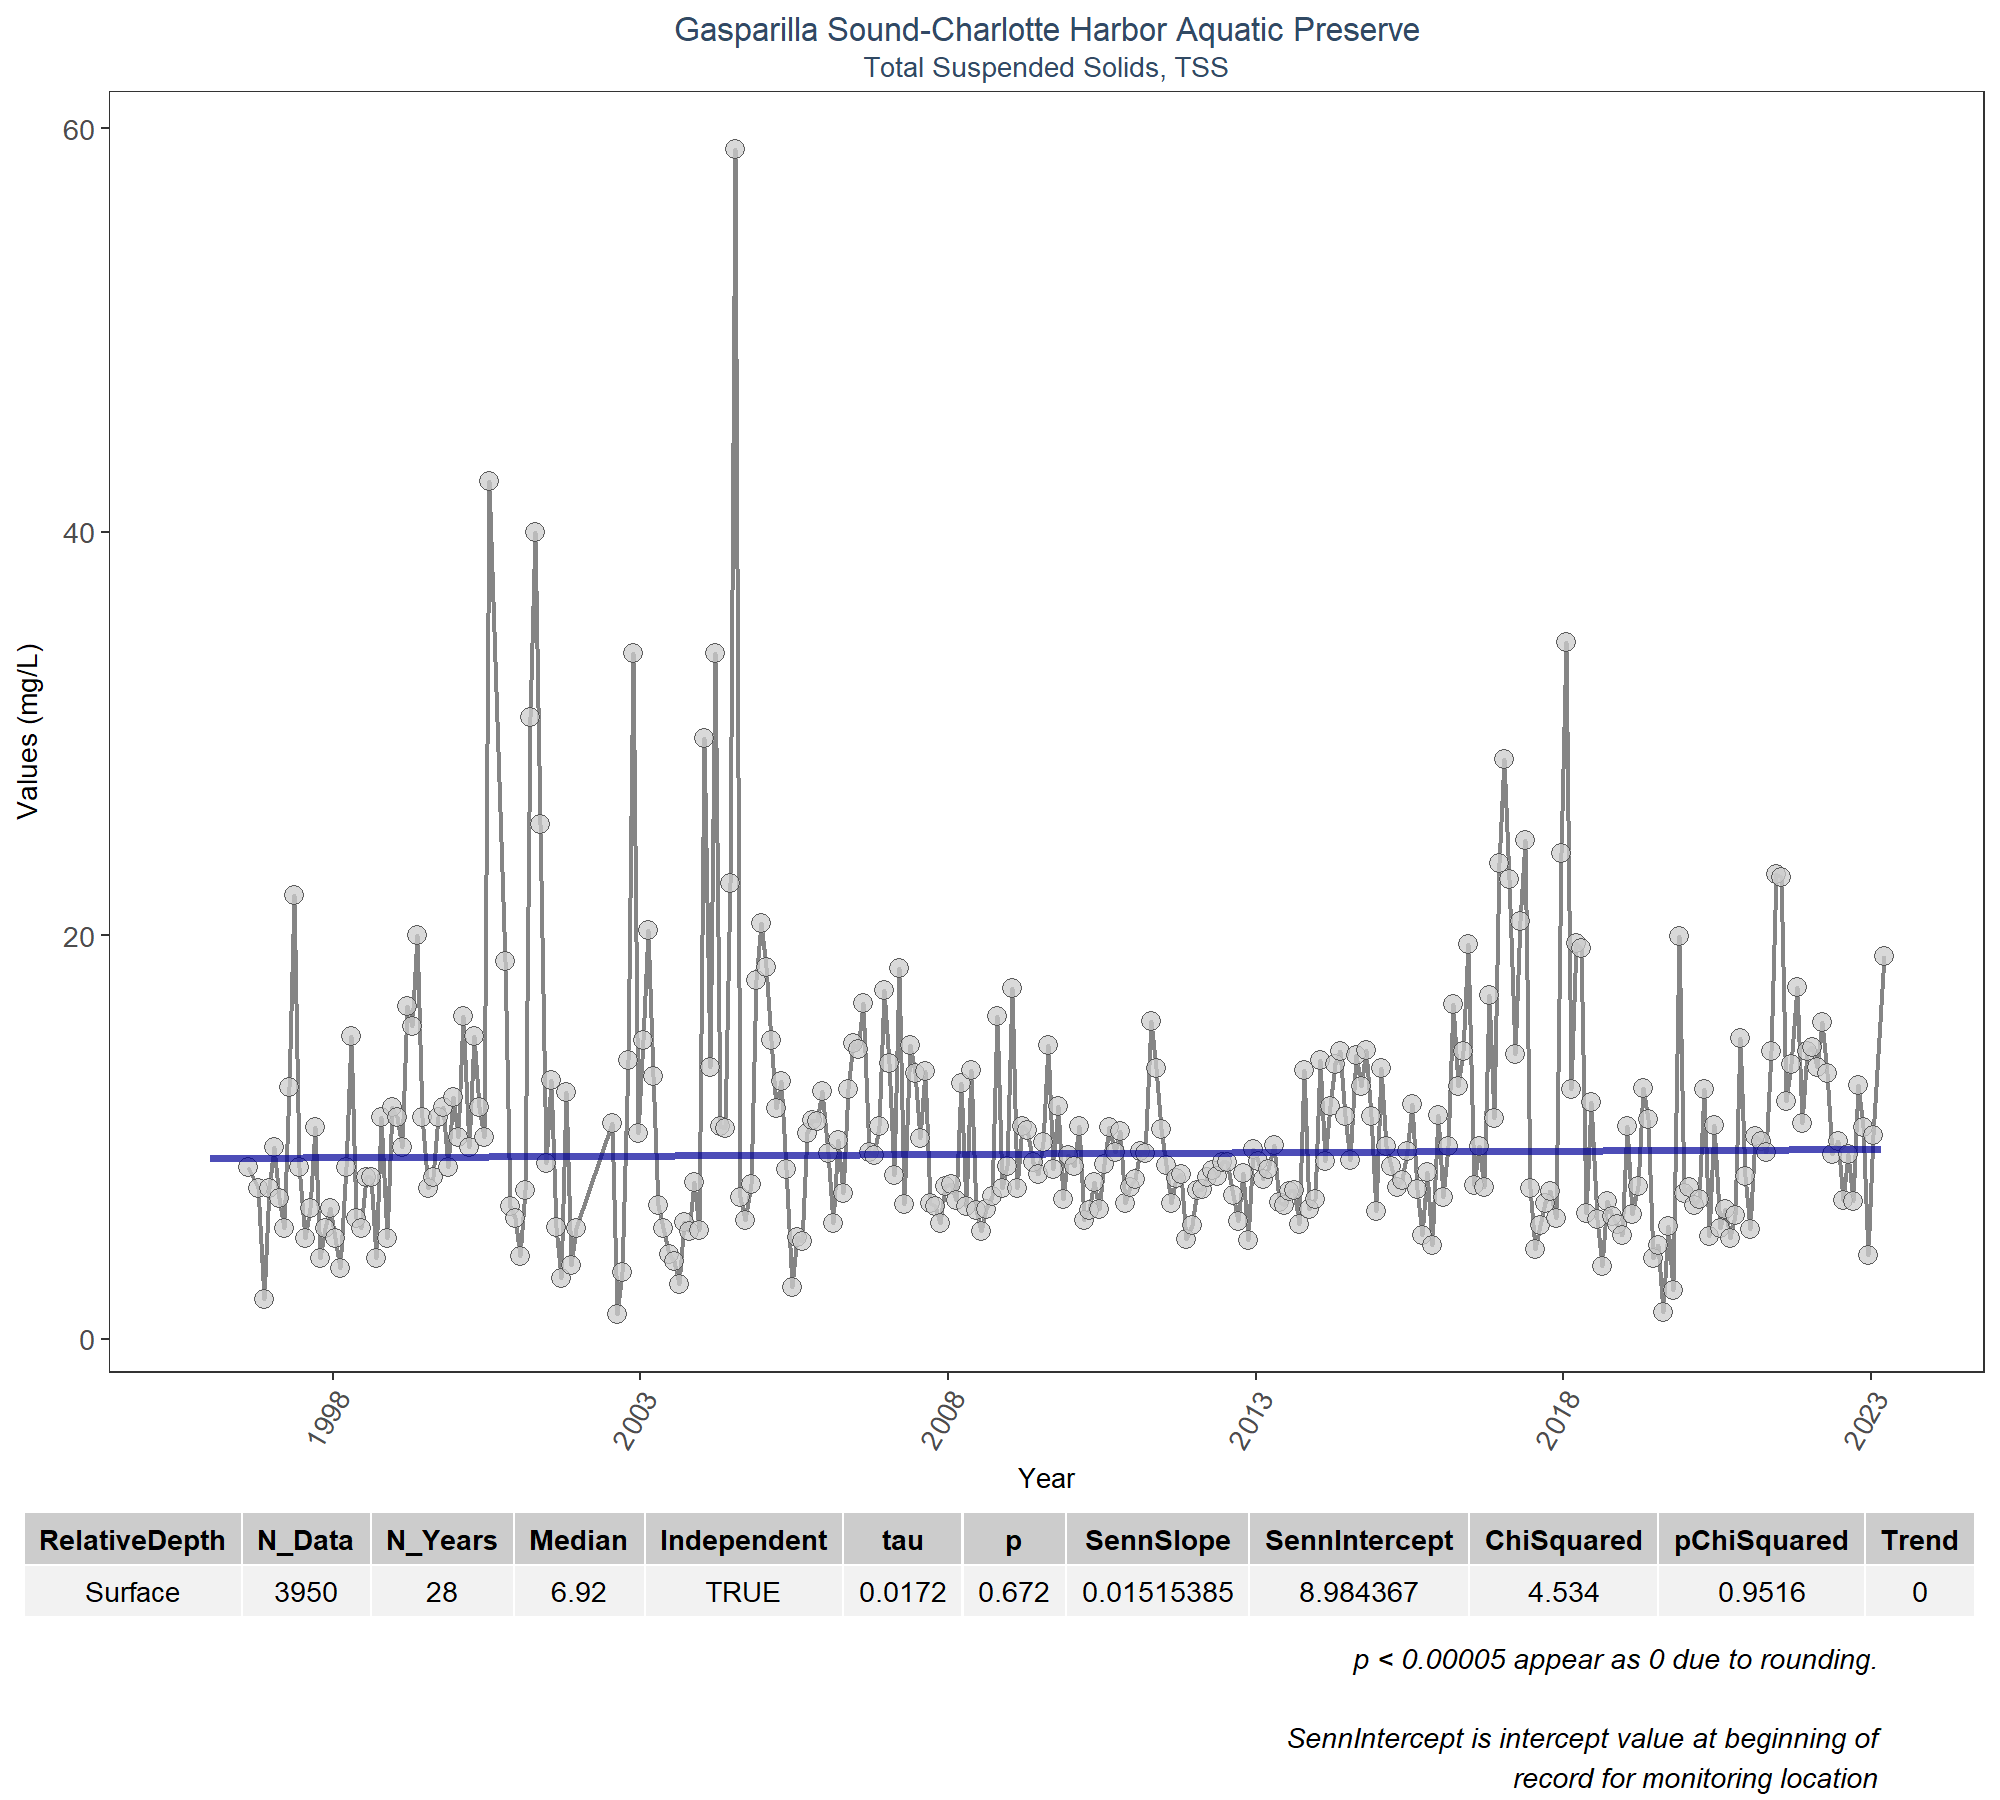 Gasparilla Sound-Charlotte Harbor Aquatic Preserve
Total Suspended Solids, TSS
Values (mg/L)
60
40
20
0
1998
2003
2008
2013
2018
2023
Year
RelativeDepth N_Data N_Years Median Independent tau p SennSlope SennIntercept ChiSquared pChiSquared Trend
Surface 3950 28 6.92 TRUE 0.0172 0.672 0.01515385 8.984367 4.534 0.9516 0
p < 0.00005 appear as 0 due to rounding.
SennIntercept is intercept value at beginning of
record for monitoring location